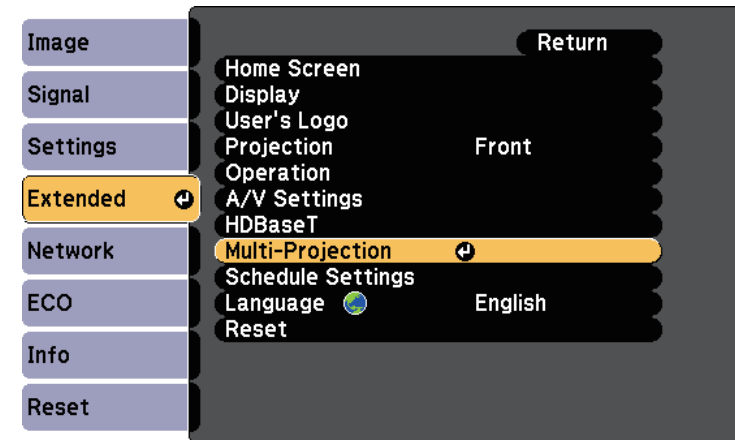 Image
Signal
Settings
Extended
Network
ECO
Info
Reset
Return
Home Screen
Display
User's Logo
Projection Front
Operation
A/V Settings
HDBaseT
Multi-Projection
Schedule Settings
Language English
Reset